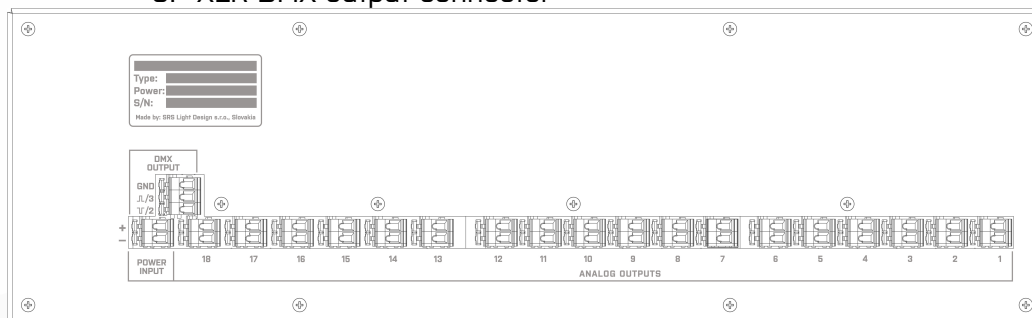 Type:
Power:
S/N:
Made by: SRS Light Design s.r.o., Slovakia
DMX
OUTPUT
GND
/3
/2
+
−
POWER
INPUT
18 17 16 15 14 13 12 11 10 9 8 7 6 5 4 3 2 1
ANALOG OUTPUTS